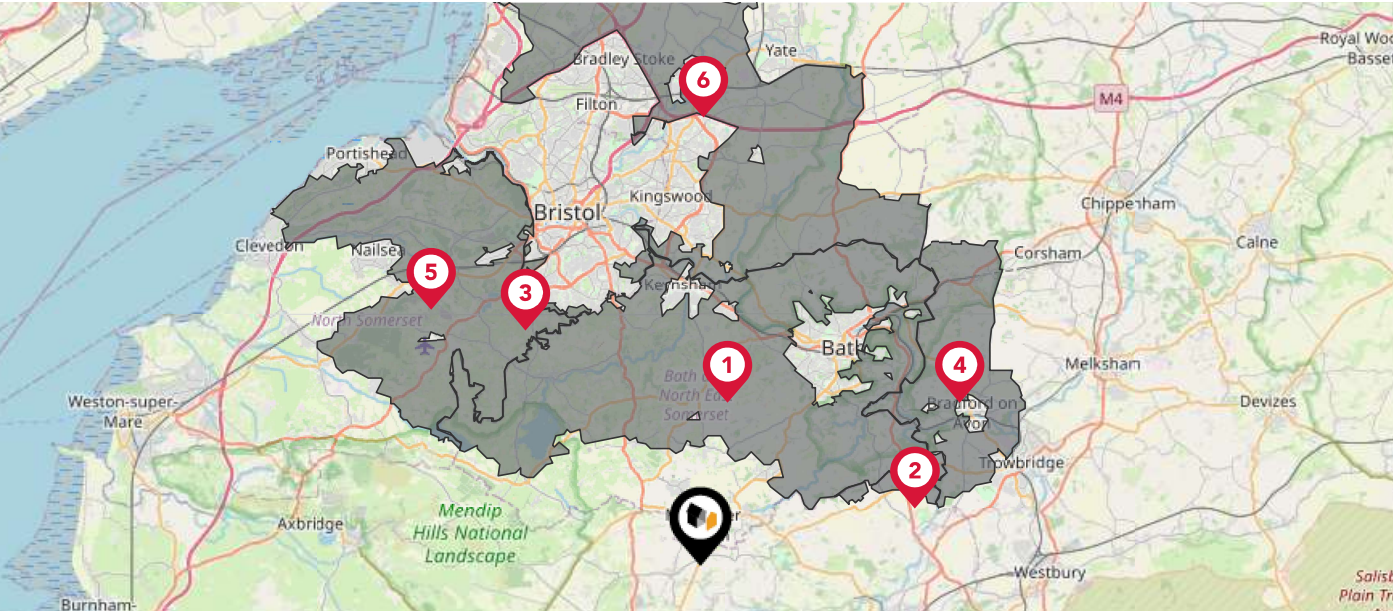 Yate
Royal Woo
Basset
Bradley Stoke
6
M4
Filton
Portishead
Kingswood
Chippenham
Bristol
Clevedon
Nailsea
Calne
Corsham
5
3
Keynsham
North Somerset
Bath
1
4
Melksham
Bath
North East
Somerset
Weston-super-
Mare
Bradford on
Avon
Devizes
2
Trowbridge
Mendip
Hills National
Landscape
Axbridge
er
Westbury
Salisb
Plain Tr
Burnham-